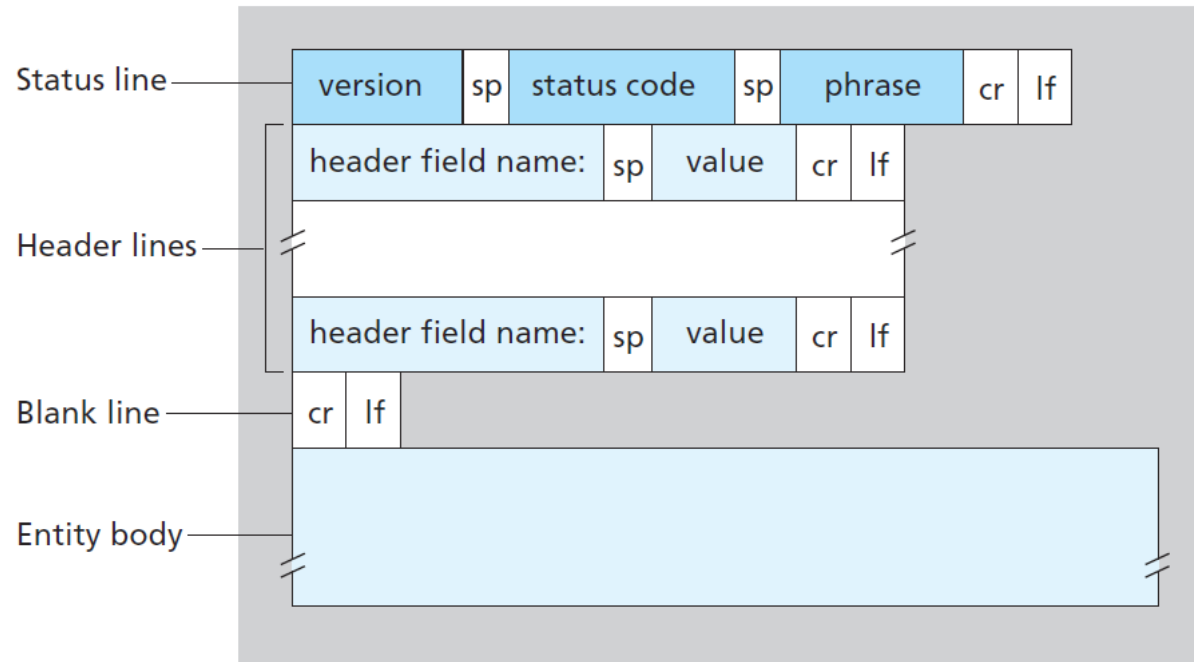 Status line version sp status code sp phrase cr lf
header field name: sp value cr lf
Header lines
header field name: sp value cr lf
Blank line cr lf
Entity body